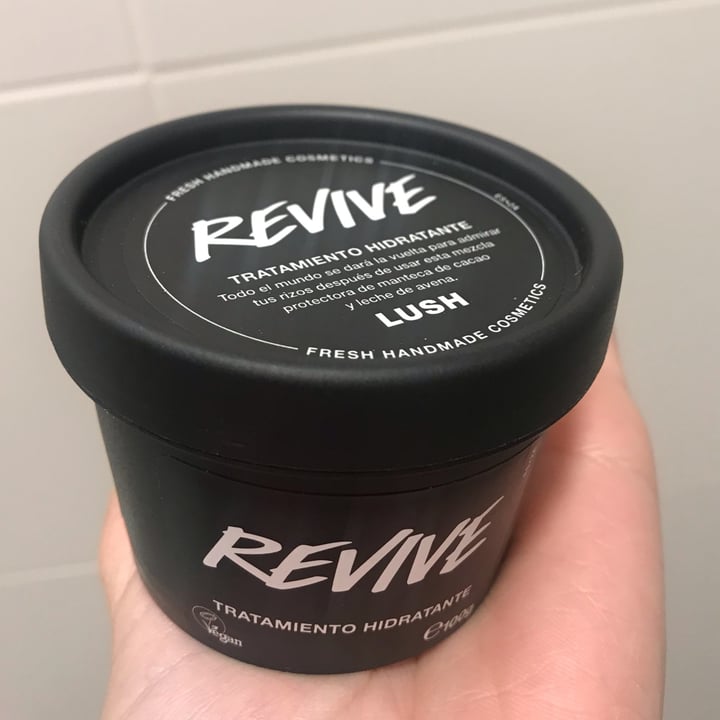 FRESH HANDMADE COSMETICS
REVIVE
TRATAMIENTO HIDRATANTE
Todo el mundo se dará la vuelta para admirar
tus rizos después de usar esta mezcla
protectora de manteca de cacao
y leche de avena.
LUSH
FRESH HANDMADE COSMETICS
REVIVE
TRATAMIENTO HIDRATANTE
Vegan
℮100g